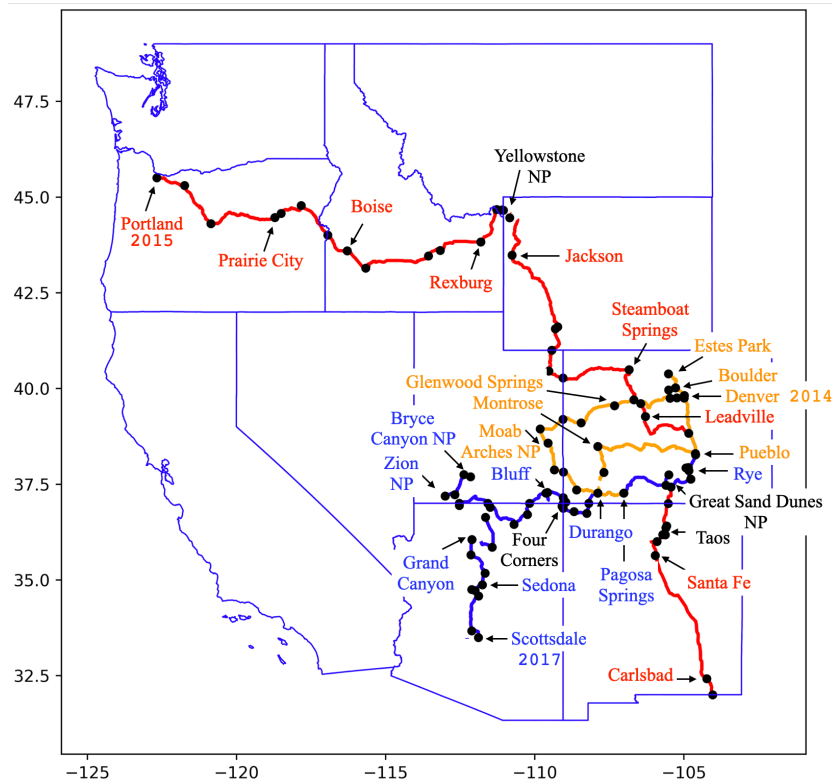 47.5
45.0
42.5
40.0
37.5
35.0
32.5
Yellowstone
NP
Boise
Portland
2015
Prairie City
Rexburg
Jackson
Steamboat
Springs
Estes Park
Boulder
Denver 2014
Glenwood Springs
Montrose
Leadville
Bryce
Canyon NP
Moab
Arches NP
Zion
NP
Bluff
Pueblo
Rye
Great Sand Dunes
NP
Four
Corners
Durango
Taos
Grand
Canyon
Sedona
Pagosa
Springs
Santa Fe
Scottsdale
2017
Carlsbad
−125
−120
−115
−110
−105